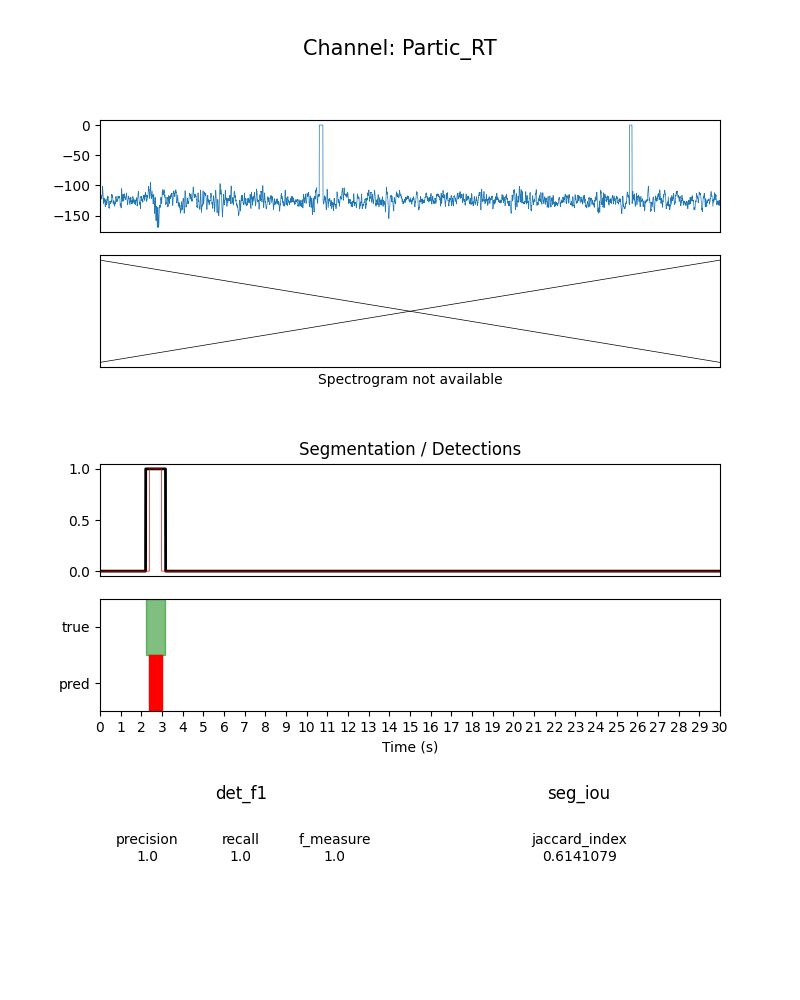 Channel: Partic_RT
0
−50
−100
−150
Spectrogram not available
Segmentation / Detections
1.0
0.5
0.0
true
pred
0 1 2 3 4 5 6 7 8 9 10 11 12 13 14 15 16 17 18 19 20 21 22 23 24 25 26 27 28 29 30
Time (s)
det_f1 seg_iou
precision recall f_measure jaccard_index
1.0 1.0 1.0 0.6141079